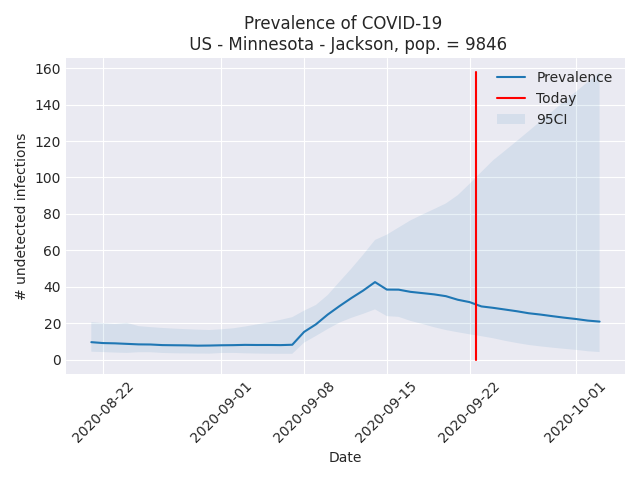 Prevalence of COVID-19
US - Minnesota - Jackson, pop. = 9846
160
140
120
100
80
60
40
20
0
# undetected infections
Prevalence
Today
95CI
2020-08-22
2020-09-01
2020-09-08
2020-09-15
2020-09-22
2020-10-01
Date